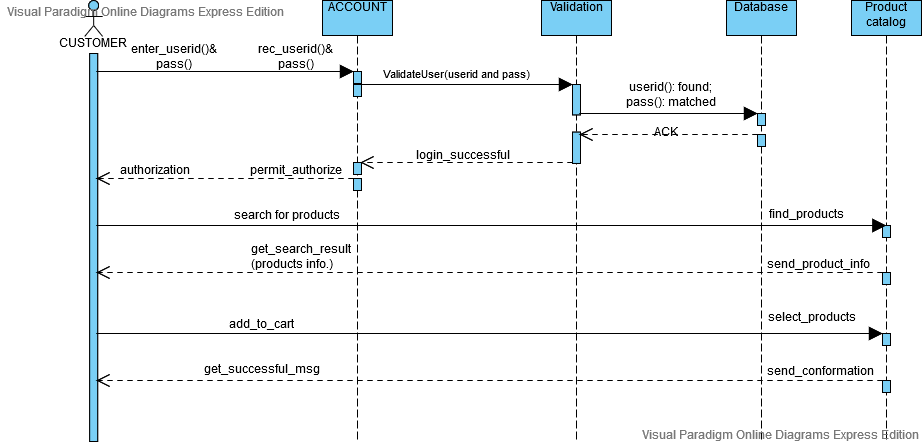 Visual Paradigm Online Diagrams Express Edition
ACCOUNT
Validation
Database
Product
catalog
CUSTOMER
enter_userid()&
pass()
rec_userid()&
pass()
ValidateUser(userid and pass)
userid(): found;
pass(): matched
ACK
login_successful
authorization
permit_authorize
search for products
find_products
get_search_result
(products info.)
send_product_info
add_to_cart
select_products
get_successful_msg
send_conformation
Visual Paradigm Online Diagrams Express Edition